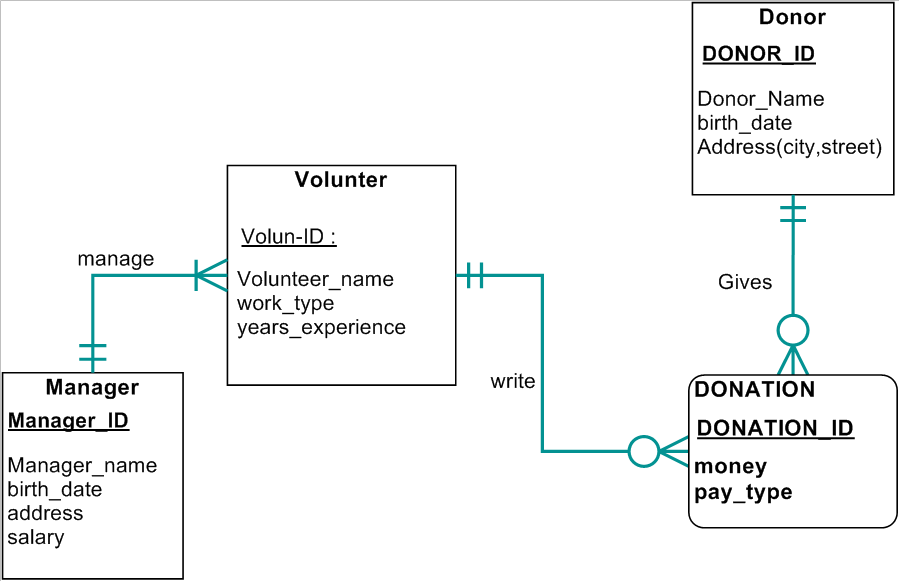 Donor
DONOR_ID
Donor_Name
birth_date
Address(city,street)
Volunter
Volun-ID :
Volunteer_name
work_type
years_experience
manage
Gives
write
Manager
Manager_ID
Manager_name
birth_date
address
salary
DONATION
DONATION_ID
money
pay_type